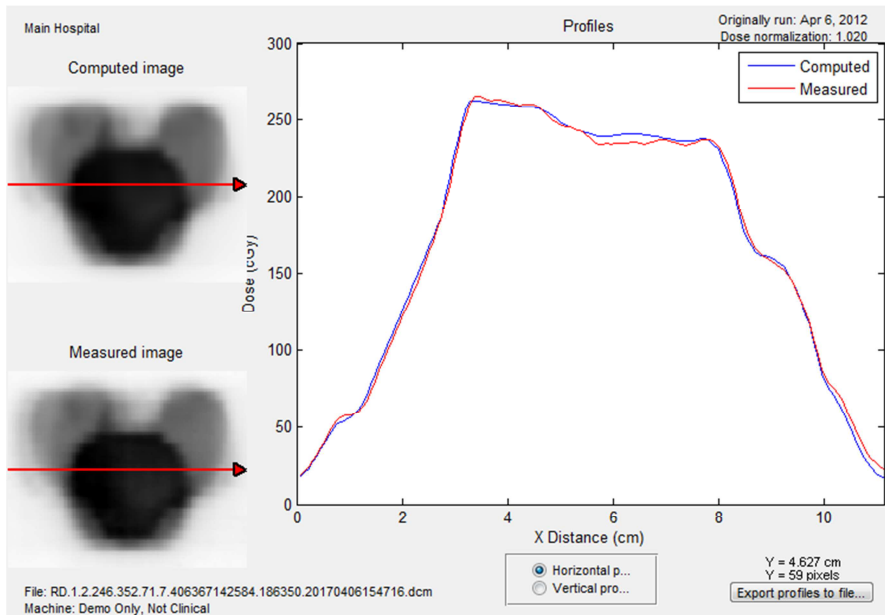 Main Hospital
Originally run: Apr 6, 2012
Dose normalization: 1.020
Computed image
Profiles
Computed
Measured
300
250
200
150
100
50
0
Dose (cGy)
0 2 4 6 8 10
X Distance (cm)
Measured image
Horizontal p...
Vertical pro...
Y = 4.627 cm
Y = 59 pixels
Export profiles to file...
File: RD.1.2.246.352.71.7.406367142584.186350.20170406154716.dcm
Machine: Demo Only, Not Clinical